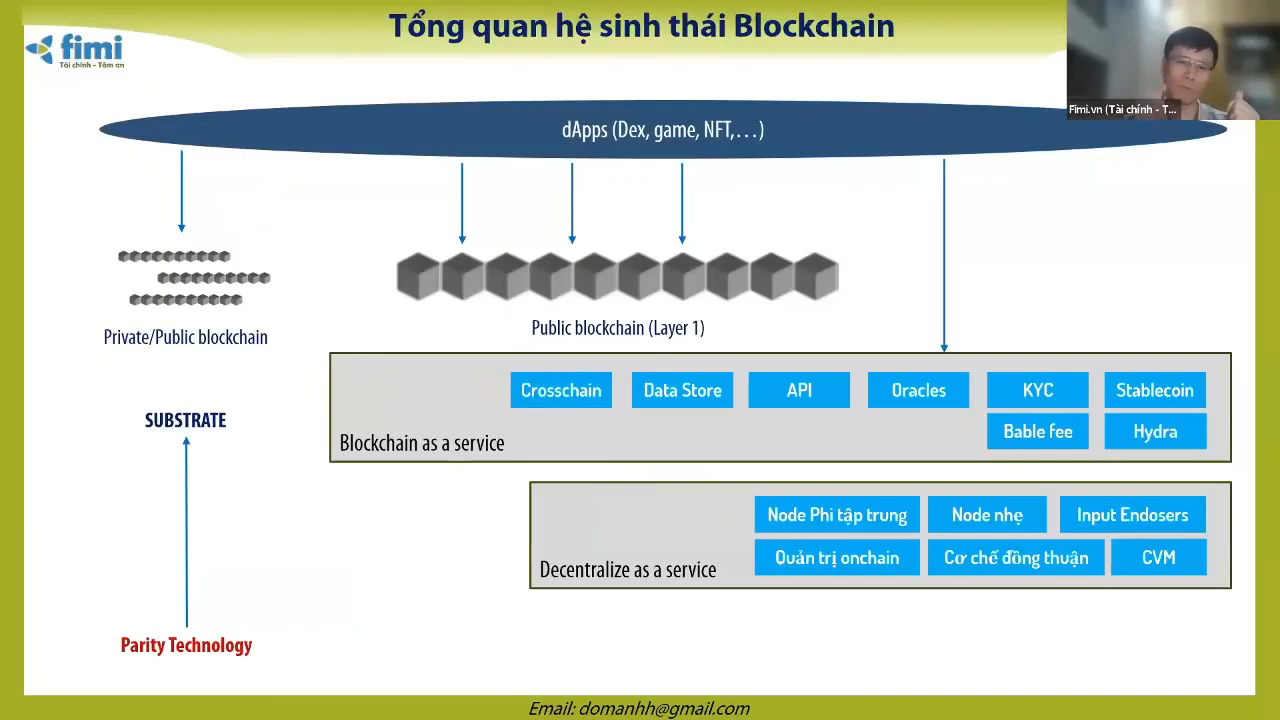 Tổng quan hệ sinh thái Blockchain
fimi
Tài chính - Tâm an
Fimi.vn (Tài chính - T...
dApps (Dex, game, NFT,…)
Private/Public blockchain
Public blockchain (Layer 1)
SUBSTRATE
Parity Technology
Crosschain
Data Store
API
Oracles
KYC
Stablecoin
Bable fee
Hydra
Blockchain as a service
Node Phi tập trung
Node nhẹ
Input Endosers
Quản trị onchain
Cơ chế đồng thuận
CVM
Decentralize as a service
Email: domanhh@gmail.com